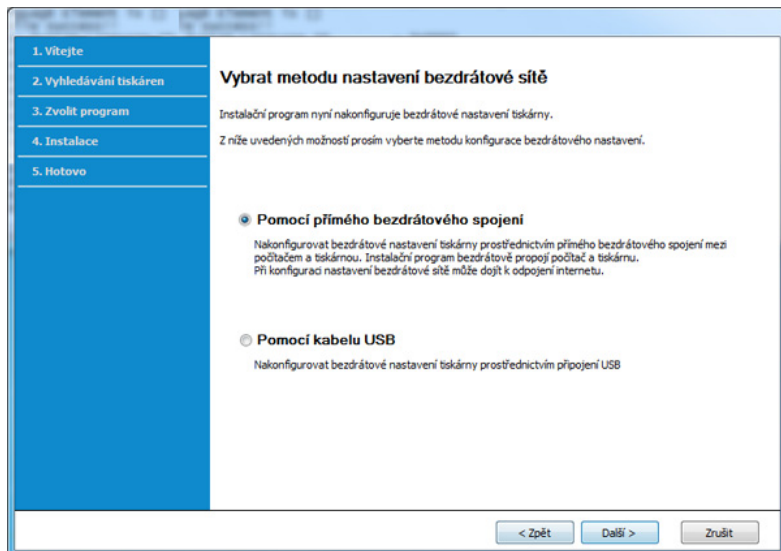 1. Vítejte
2. Vyhledávání tiskáren
3. Zvolit program
4. Instalace
5. Hotovo
Vybrat metodu nastavení bezdrátové sítě
Instalační program nyní nakonfiguruje bezdrátové nastavení tiskárny.
Z níže uvedených možností prosím vyberte metodu konfigurace bezdrátového nastavení.
Pomocí přímého bezdrátového spojení
Nakonfigurovat bezdrátové nastavení tiskárny prostřednictvím přímého bezdrátového spojení mezi
počítačem a tiskárnou. Instalační program bezdrátově propojí počítač a tiskárnu.
Při konfiguraci nastavení bezdrátové sítě může dojít k odpojení internetu.
Pomocí kabelu USB
Nakonfigurovat bezdrátové nastavení tiskárny prostřednictvím připojení USB
< Zpět
Další >
Zrušit